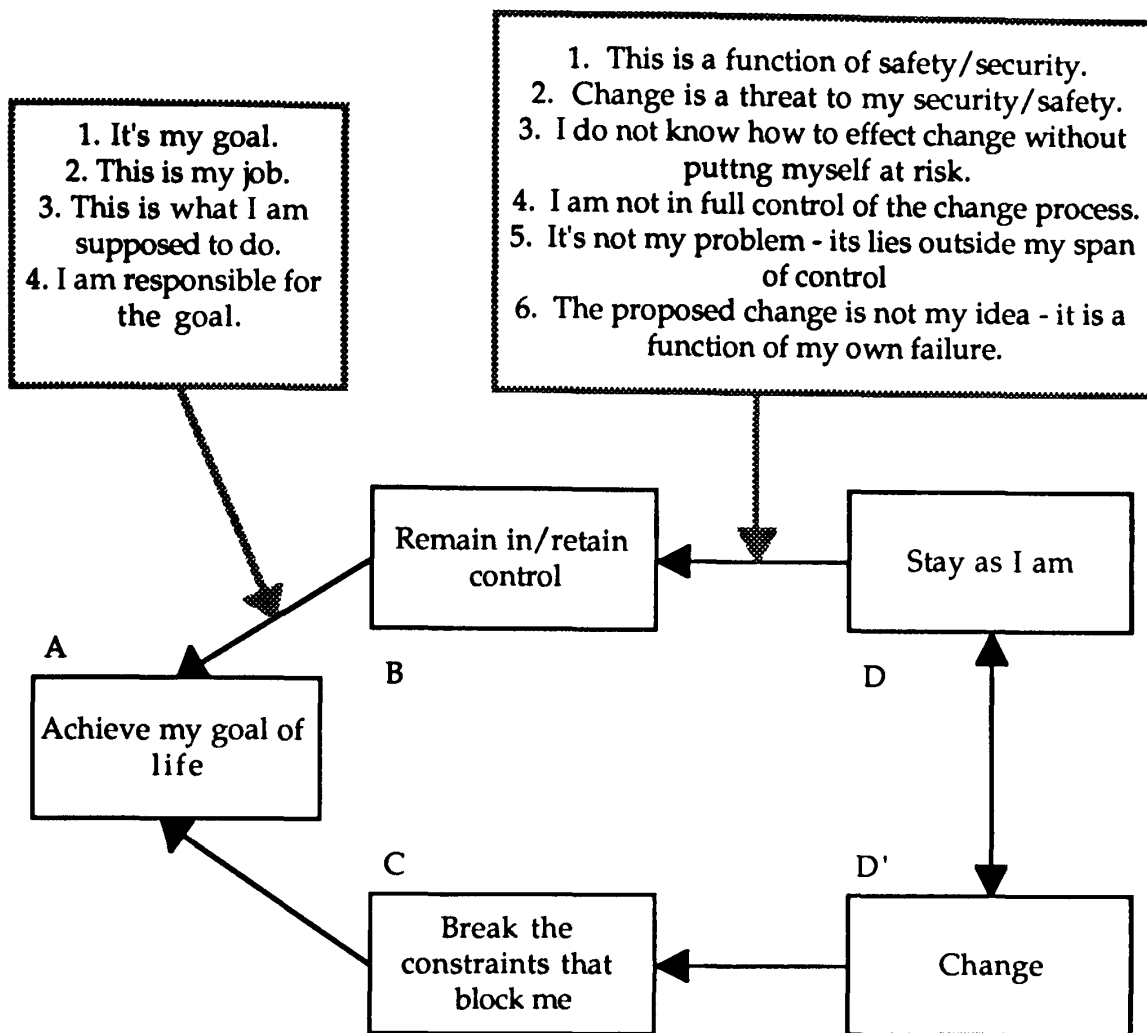 1. It's my goal.
2. This is my job.
3. This is what I am
supposed to do.
4. I am responsible for
the goal.
1. This is a function of safety/security.
2. Change is a threat to my security/safety.
3. I do not know how to effect change without
puttng myself at risk.
4. I am not in full control of the change process.
5. It's not my problem - its lies outside my span
of control
6. The proposed change is not my idea - it is a
function of my own failure.
Remain in/retain
control
Stay as I am
A
B
D
Achieve my goal of
life
C
D'
Break the
constraints that
block me
Change